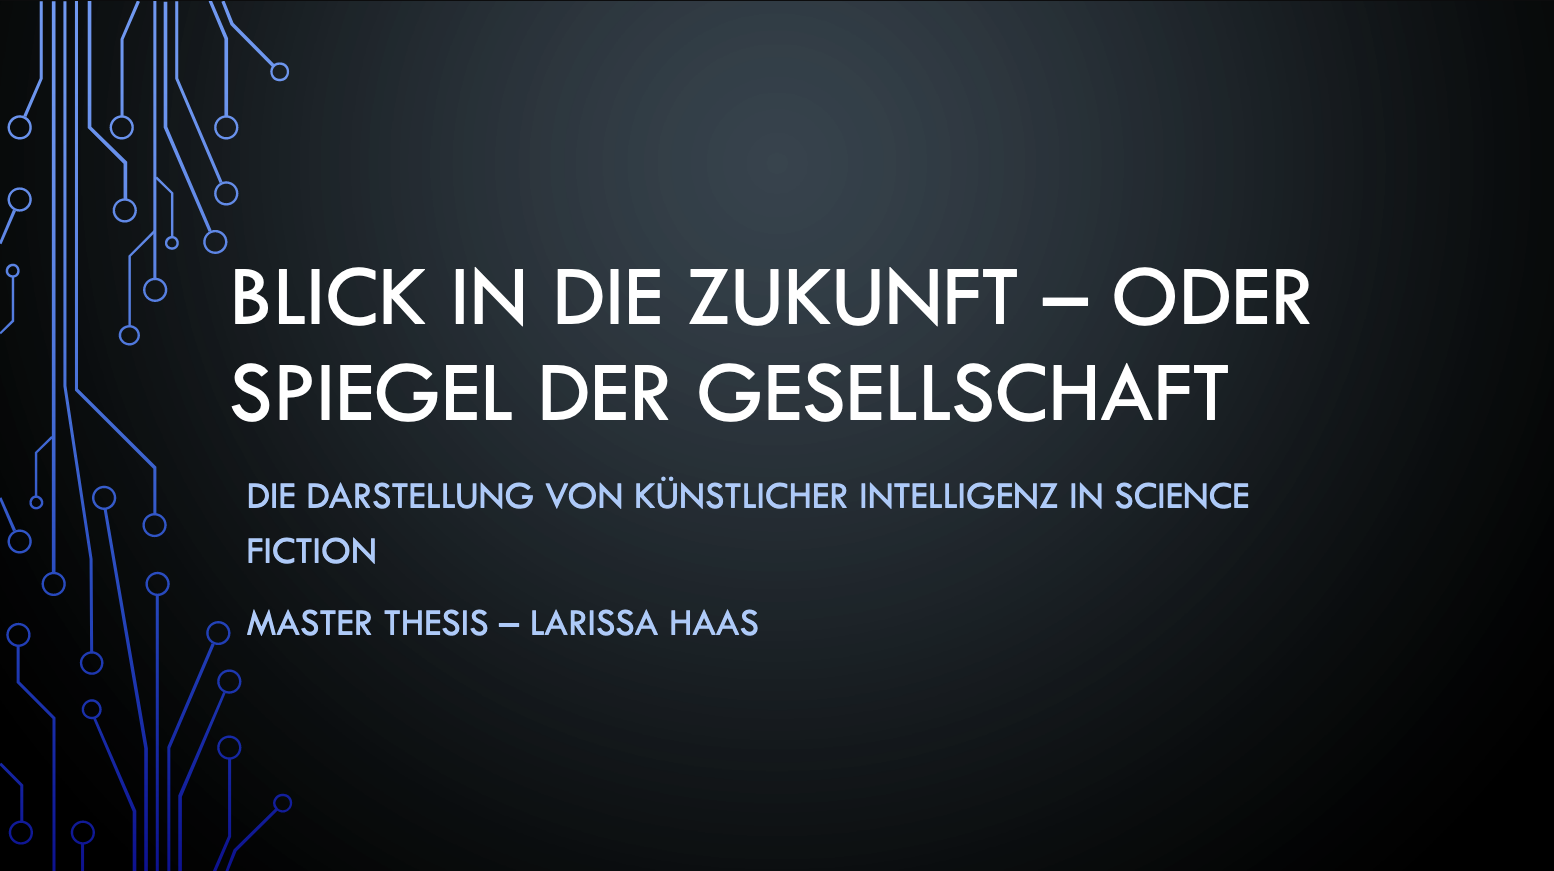 BLICK IN DIE ZUKUNFT – ODER
SPIEGEL DER GESELLSCHAFT
DIE DARSTELLUNG VON KÜNSTLICHER INTELLIGENZ IN SCIENCE
FICTION
MASTER THESIS – LARISSA HAAS